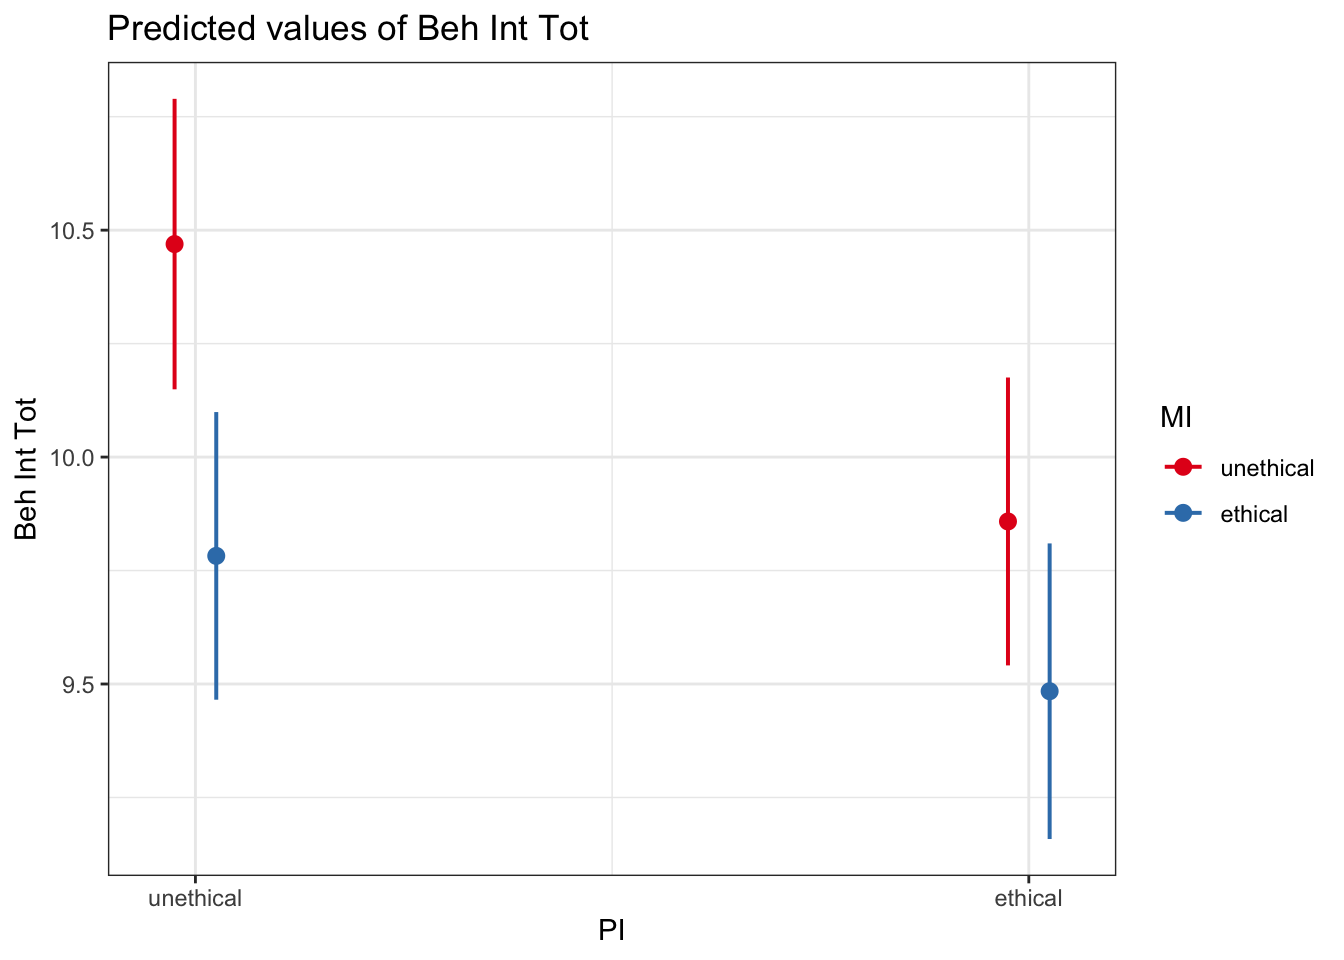 Predicted values of Beh Int Tot
10.5
10.0
9.5
Beh Int Tot
unethical
ethical
PI
MI
unethical
ethical